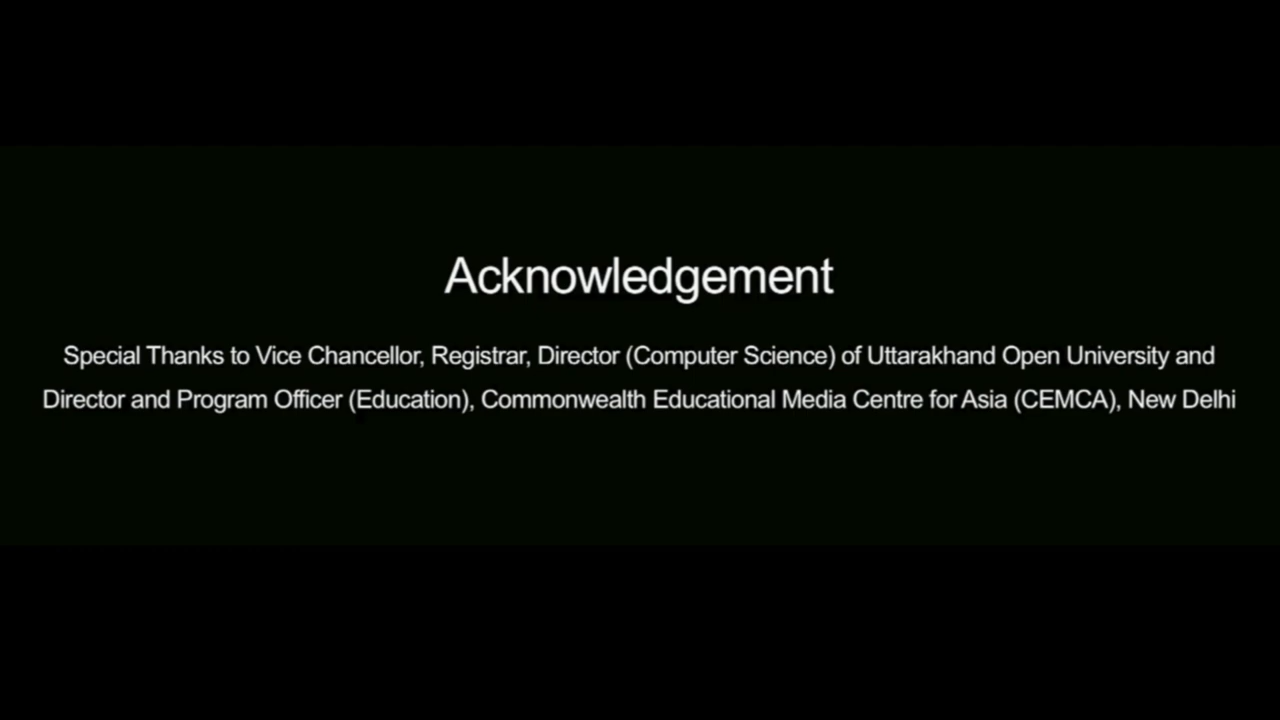 Acknowledgement
Special Thanks to Vice Chancellor, Registrar, Director (Computer Science) of Uttarakhand Open University and
Director and Program Officer (Education), Commonwealth Educational Media Centre for Asia (CEMCA), New Delhi